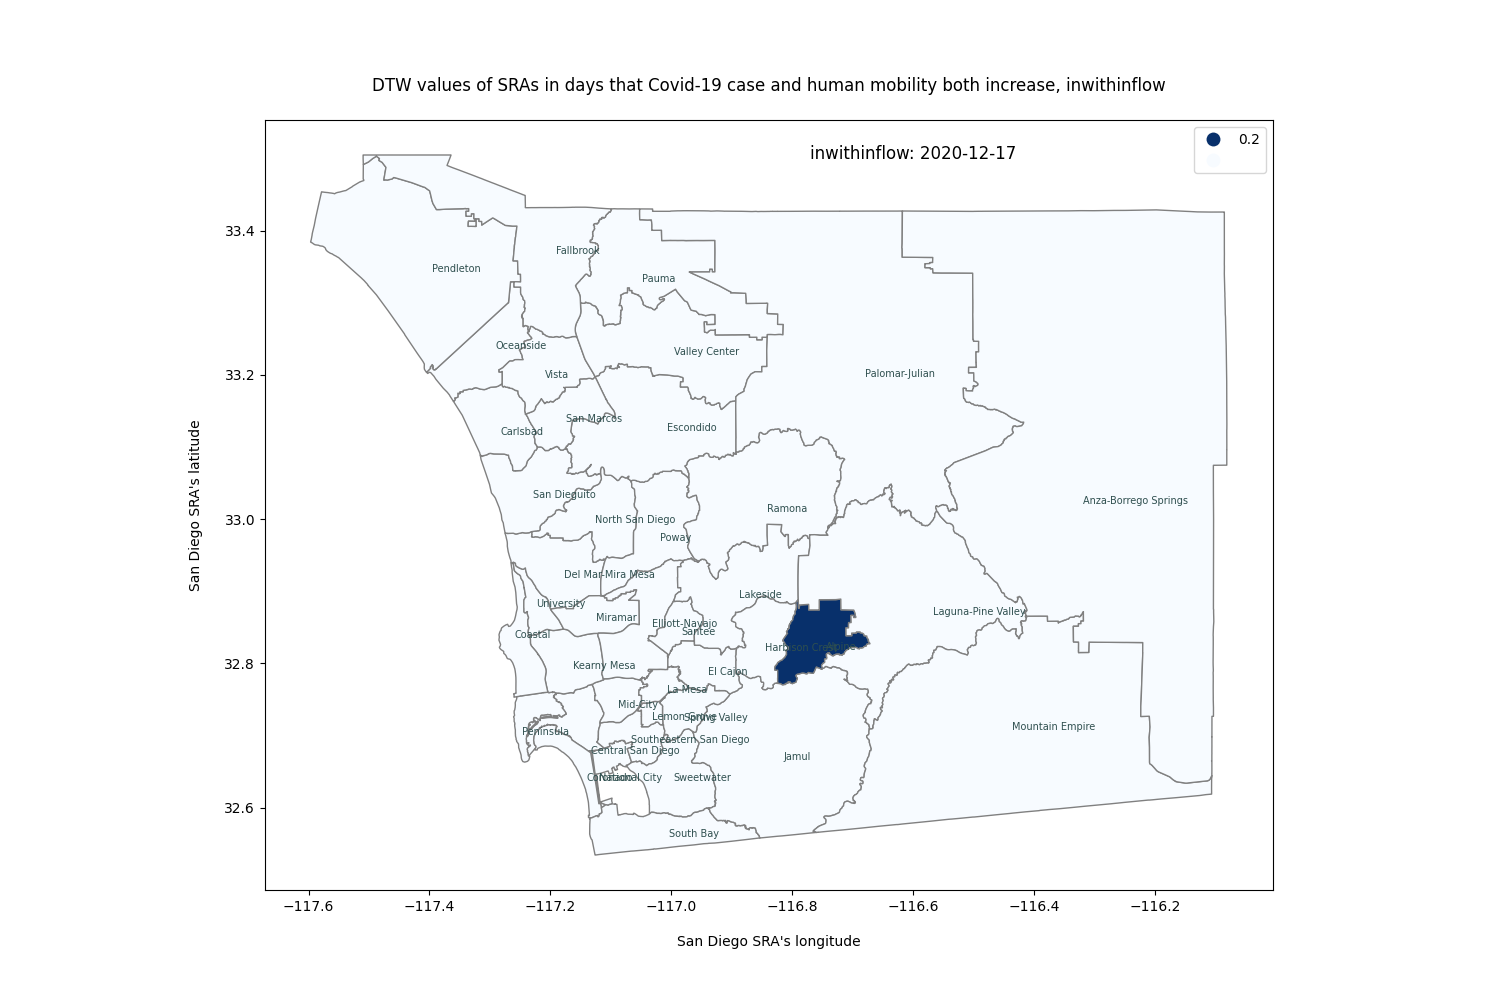 DTW values of SRAs in days that Covid-19 case and human mobility both increase, inwithinflow
inwithinflow: 2020-12-17
0.2
33.4
33.2
33.0
32.8
32.6
San Diego SRA's latitude
Fallbrook
Pendleton
Pauma
Oceanside
Valley Center
Vista
Palomar-Julian
San Marcos
Carlsbad
Escondido
San Dieguito
Anza-Borrego Springs
Ramona
North San Diego
Poway
Del Mar-Mira Mesa
Lakeside
University
Miramar
Laguna-Pine Valley
Elliott-Navajo
Santee
Coastal
Harbison Crest
Alpine
Kearny Mesa
El Cajon
La Mesa
Mid-City
Lemon Grove
Spring Valley
Peninsula
Mountain Empire
Southeastern San Diego
Central San Diego
Jamul
Coronado
National City
Sweetwater
South Bay
−117.6 −117.4 −117.2 −117.0 −116.8 −116.6 −116.4 −116.2
San Diego SRA's longitude